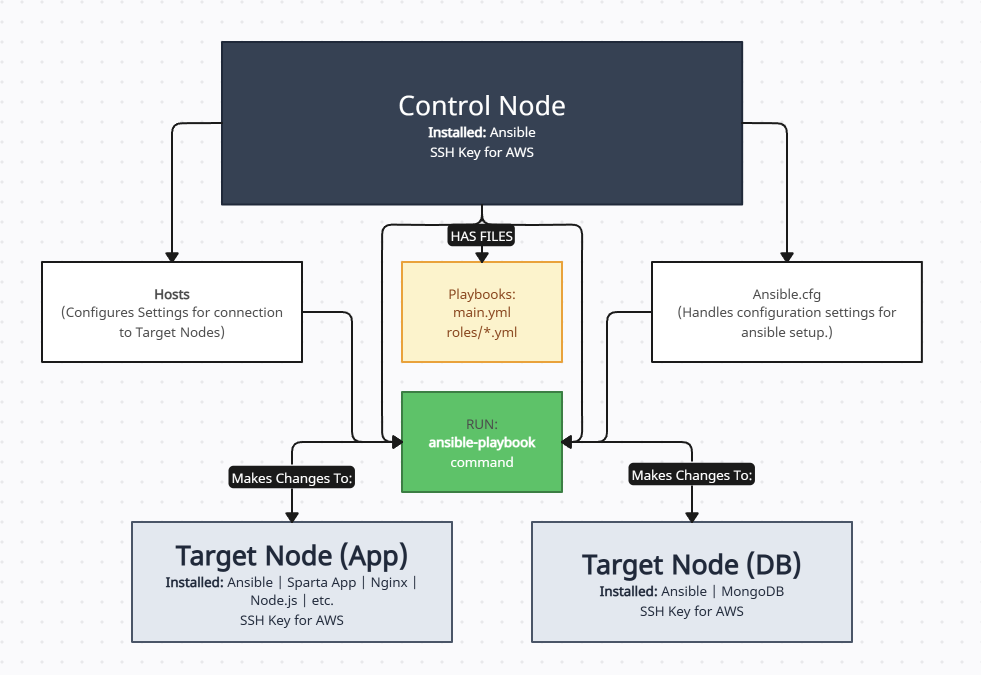 Control Node
Installed: Ansible
SSH Key for AWS
HAS FILES
Hosts
(Configures Settings for connection
to Target Nodes)
Playbooks:
main.yml
roles/*.yml
Ansible.cfg
(Handles configuration settings for
ansible setup.)
RUN:
ansible-playbook
command
Makes Changes To:
Makes Changes To:
Target Node (App)
Installed: Ansible | Sparta App | Nginx |
Node.js | etc.
SSH Key for AWS
Target Node (DB)
Installed: Ansible | MongoDB
SSH Key for AWS